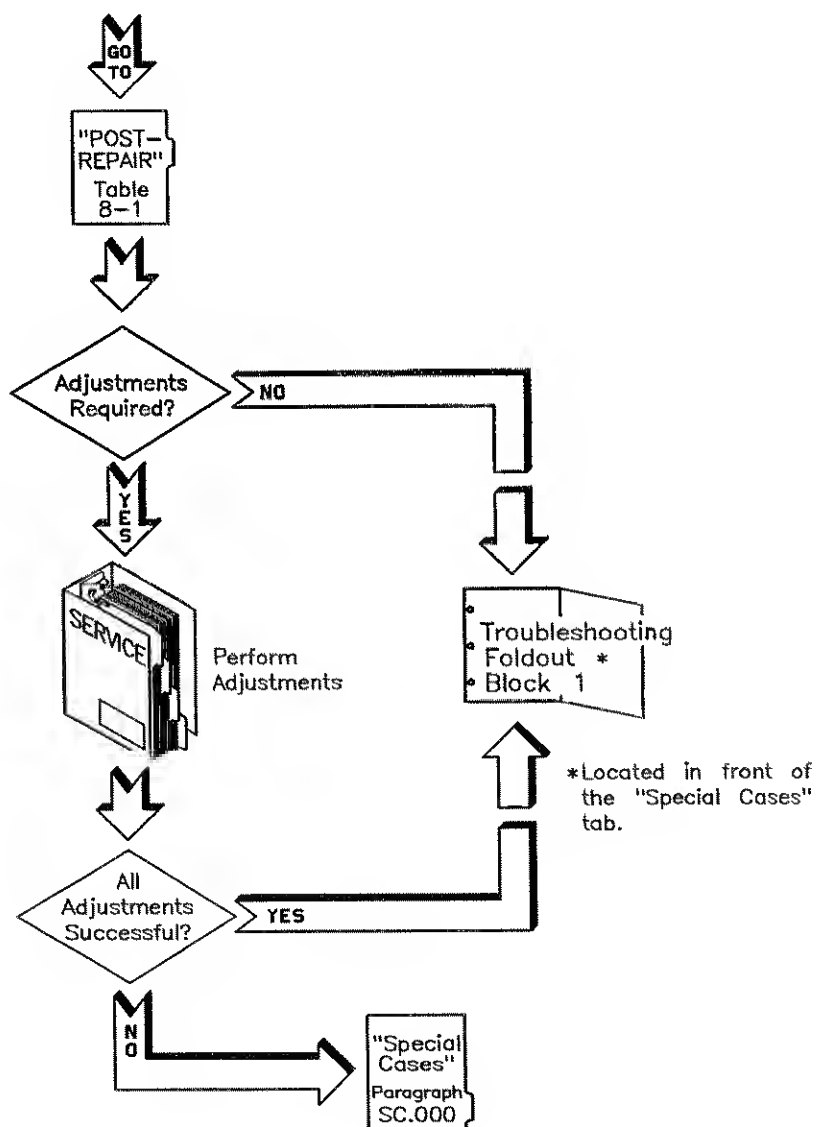 GO
TO
"POST-
REPAIR"
Table
8-1
Adjustments
Required?
NO
YES
SERVICE
Perform
Adjustments
Troubleshooting
Foldout *
Block 1
*Located in front of
the "Special Cases"
tab.
All
Adjustments
Successful?
YES
NO
"Special
Cases"
Paragraph
SC.000